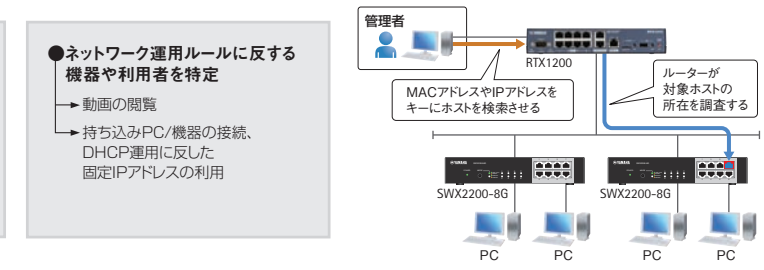 ●ネットワーク運用ルールに反する
機器や利用者を特定
動画の閲覧
持ち込みPC/機器の接続、
DHCP運用に反した
固定IPアドレスの利用
管理者
RTX1200
MACアドレスやIPアドレスを
キーにホストを検索させる
ルーターが
対象ホストの
所在を調査する
SWX2200-8G
SWX2200-8G
PC
PC
PC
PC